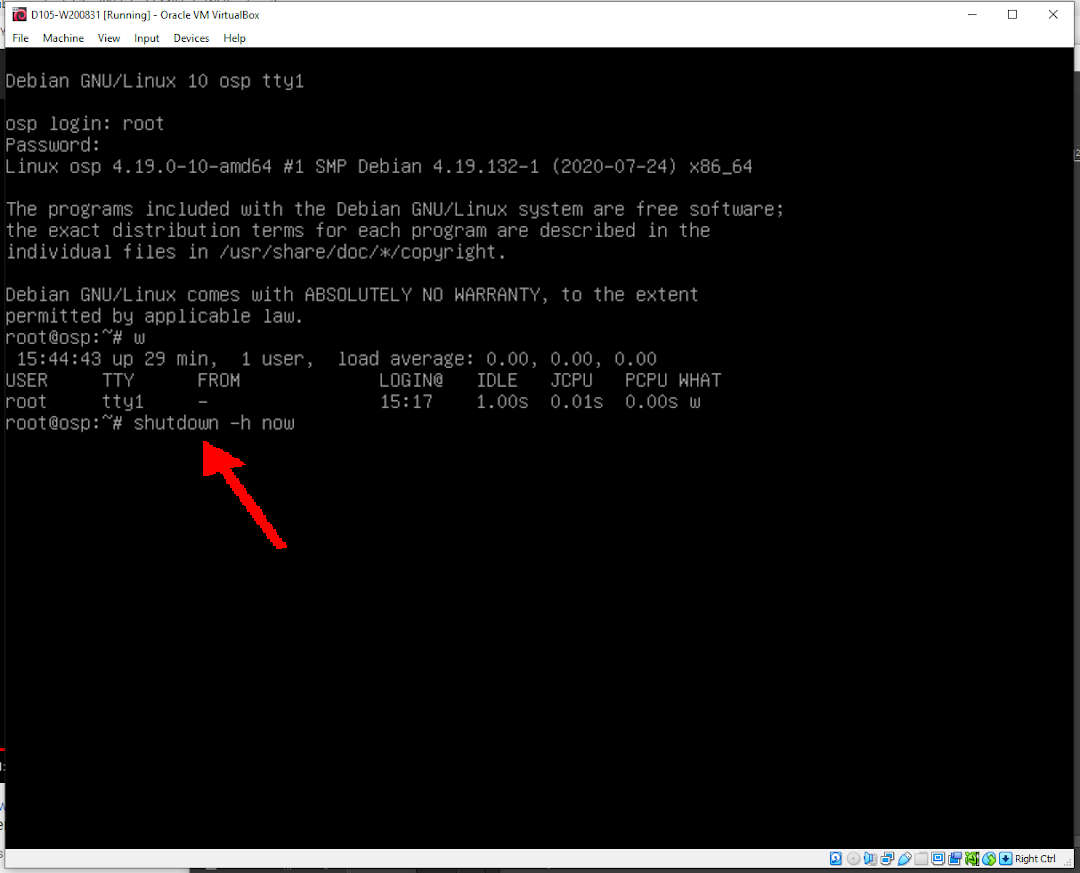 D105-W200831 [Running] - Oracle VM VirtualBox
File Machine View Input Devices Help
Debian GNU/Linux 10 osp tty1
osp login: root
Password:
Linux osp 4.19.0-10-amd64 #1 SMP Debian 4.19.132-1 (2020-07-24) x86_64
The programs included with the Debian GNU/Linux system are free software;
the exact distribution terms for each program are described in the
individual files in /usr/share/doc/*/copyright.
Debian GNU/Linux comes with ABSOLUTELY NO WARRANTY, to the extent
permitted by applicable law.
root@osp:~# w
15:44:43 up 29 min, 1 user, load average: 0.00, 0.00, 0.00
USER TTY FROM LOGIN@ IDLE JCPU PCPU WHAT
root tty1 - 15:17 1.00s 0.01s 0.00s w
root@osp:~# shutdown -h now
Right Ctrl